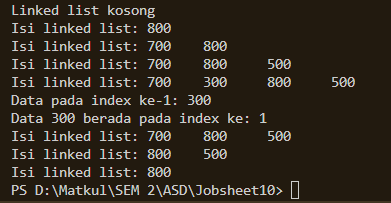 Linked list kosong
Isi linked list: 800
Isi linked list: 700 800
Isi linked list: 700 800 500
Isi linked list: 700 300 800 500
Data pada index ke-1: 300
Data 300 berada pada index ke: 1
Isi linked list: 700 800 500
Isi linked list: 800 500
Isi linked list: 800
PS D:\Matkul\SEM 2\ASD\Jobsheet10>